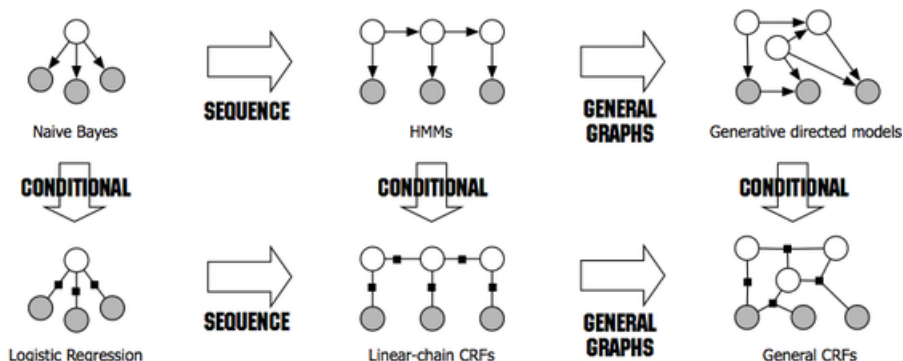 SEQUENCE
GENERAL
GRAPHS
Naive Bayes
HMMs
Generative directed models
CONDITIONAL
CONDITIONAL
CONDITIONAL
SEQUENCE
GENERAL
GRAPHS
Logistic Regression
Linear-chain CRFs
General CRFs